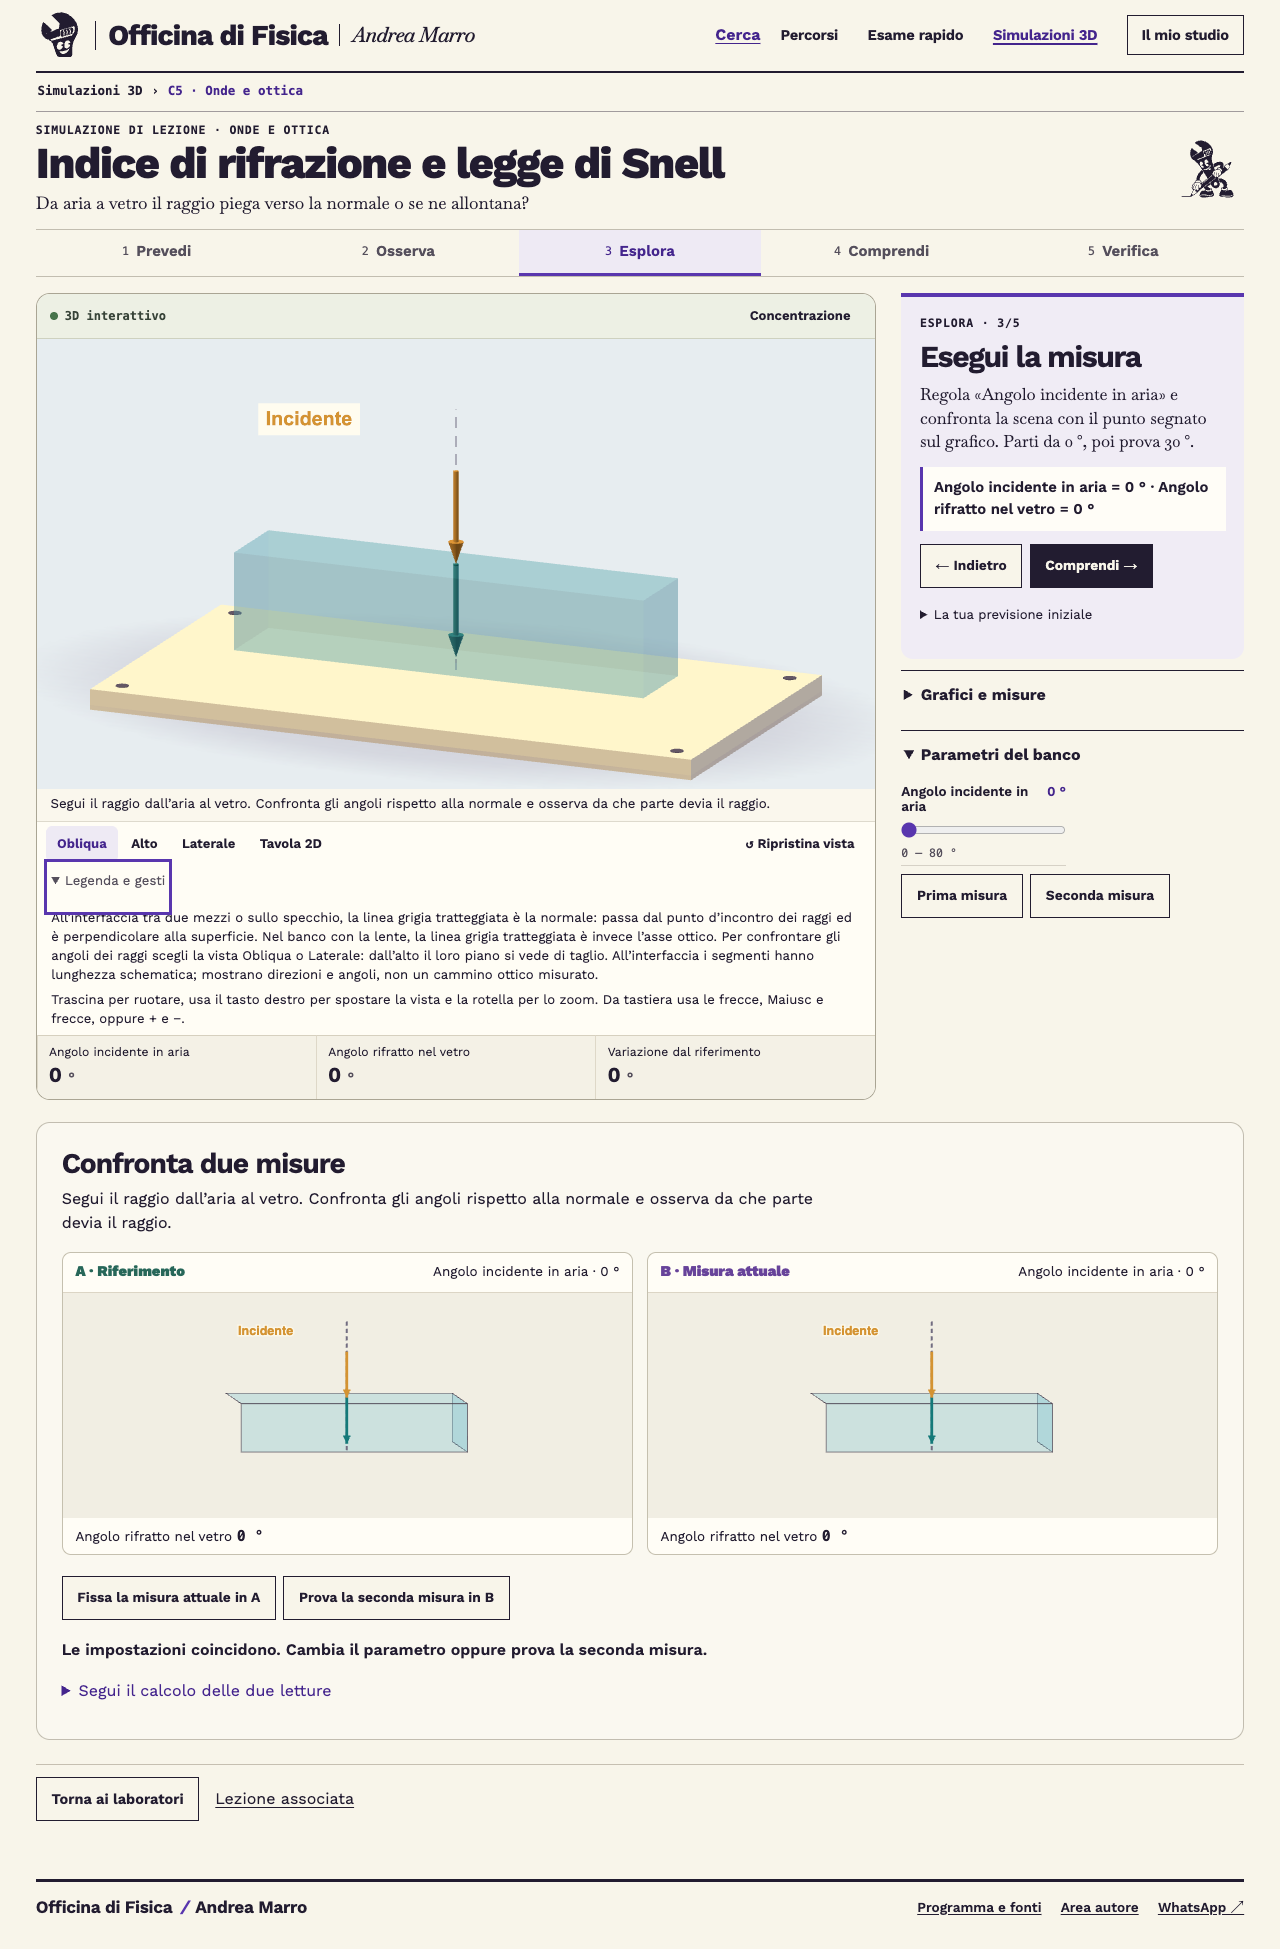 Officina di Fisica
Andrea Marro
Cerca
Percorsi
Esame rapido
Simulazioni 3D
Il mio studio
Simulazioni 3D › C5 · Onde e ottica
SIMULAZIONE DI LEZIONE · ONDE E OTTICA
Indice di rifrazione e legge di Snell
Da aria a vetro il raggio piega verso la normale o se ne allontana?
1 Prevedi
2 Osserva
3 Esplora
4 Comprendi
5 Verifica
3D interattivo
Concentrazione
Incidente
Segui il raggio dall’aria al vetro. Confronta gli angoli rispetto alla normale e osserva da che parte devia il raggio.
Obliqua
Alto
Laterale
Tavola 2D
↺ Ripristina vista
▼ Legenda e gesti
All’interfaccia tra due mezzi o sullo specchio, la linea grigia tratteggiata è la normale: passa dal punto d’incontro dei raggi ed
è perpendicolare alla superficie. Nel banco con la lente, la linea grigia tratteggiata è invece l’asse ottico. Per confrontare gli
angoli dei raggi scegli la vista Obliqua o Laterale: dall’alto il loro piano si vede di taglio. All’interfaccia i segmenti hanno
lunghezza schematica; mostrano direzioni e angoli, non un cammino ottico misurato.
Trascina per ruotare, usa il tasto destro per spostare la vista e la rotella per lo zoom. Da tastiera usa le frecce, Maiusc e
frecce, oppure + e −.
Angolo incidente in aria
0 °
Angolo rifratto nel vetro
0 °
Variazione dal riferimento
0 °
ESPLORA · 3/5
Esegui la misura
Regola «Angolo incidente in aria» e
confronta la scena con il punto segnato
sul grafico. Parti da 0 °, poi prova 30 °.
Angolo incidente in aria = 0 ° · Angolo
rifratto nel vetro = 0 °
← Indietro
Comprendi →
▶ La tua previsione iniziale
▶ Grafici e misure
▼ Parametri del banco
Angolo incidente in
aria
0 °
0 — 80 °
Prima misura
Seconda misura
Confronta due misure
Segui il raggio dall’aria al vetro. Confronta gli angoli rispetto alla normale e osserva da che parte
devia il raggio.
A · Riferimento
Angolo incidente in aria · 0 °
Incidente
Angolo rifratto nel vetro 0 °
B · Misura attuale
Angolo incidente in aria · 0 °
Incidente
Angolo rifratto nel vetro 0 °
Fissa la misura attuale in A
Prova la seconda misura in B
Le impostazioni coincidono. Cambia il parametro oppure prova la seconda misura.
▶ Segui il calcolo delle due letture
Torna ai laboratori
Lezione associata
Officina di Fisica / Andrea Marro
Programma e fonti
Area autore
WhatsApp ↗